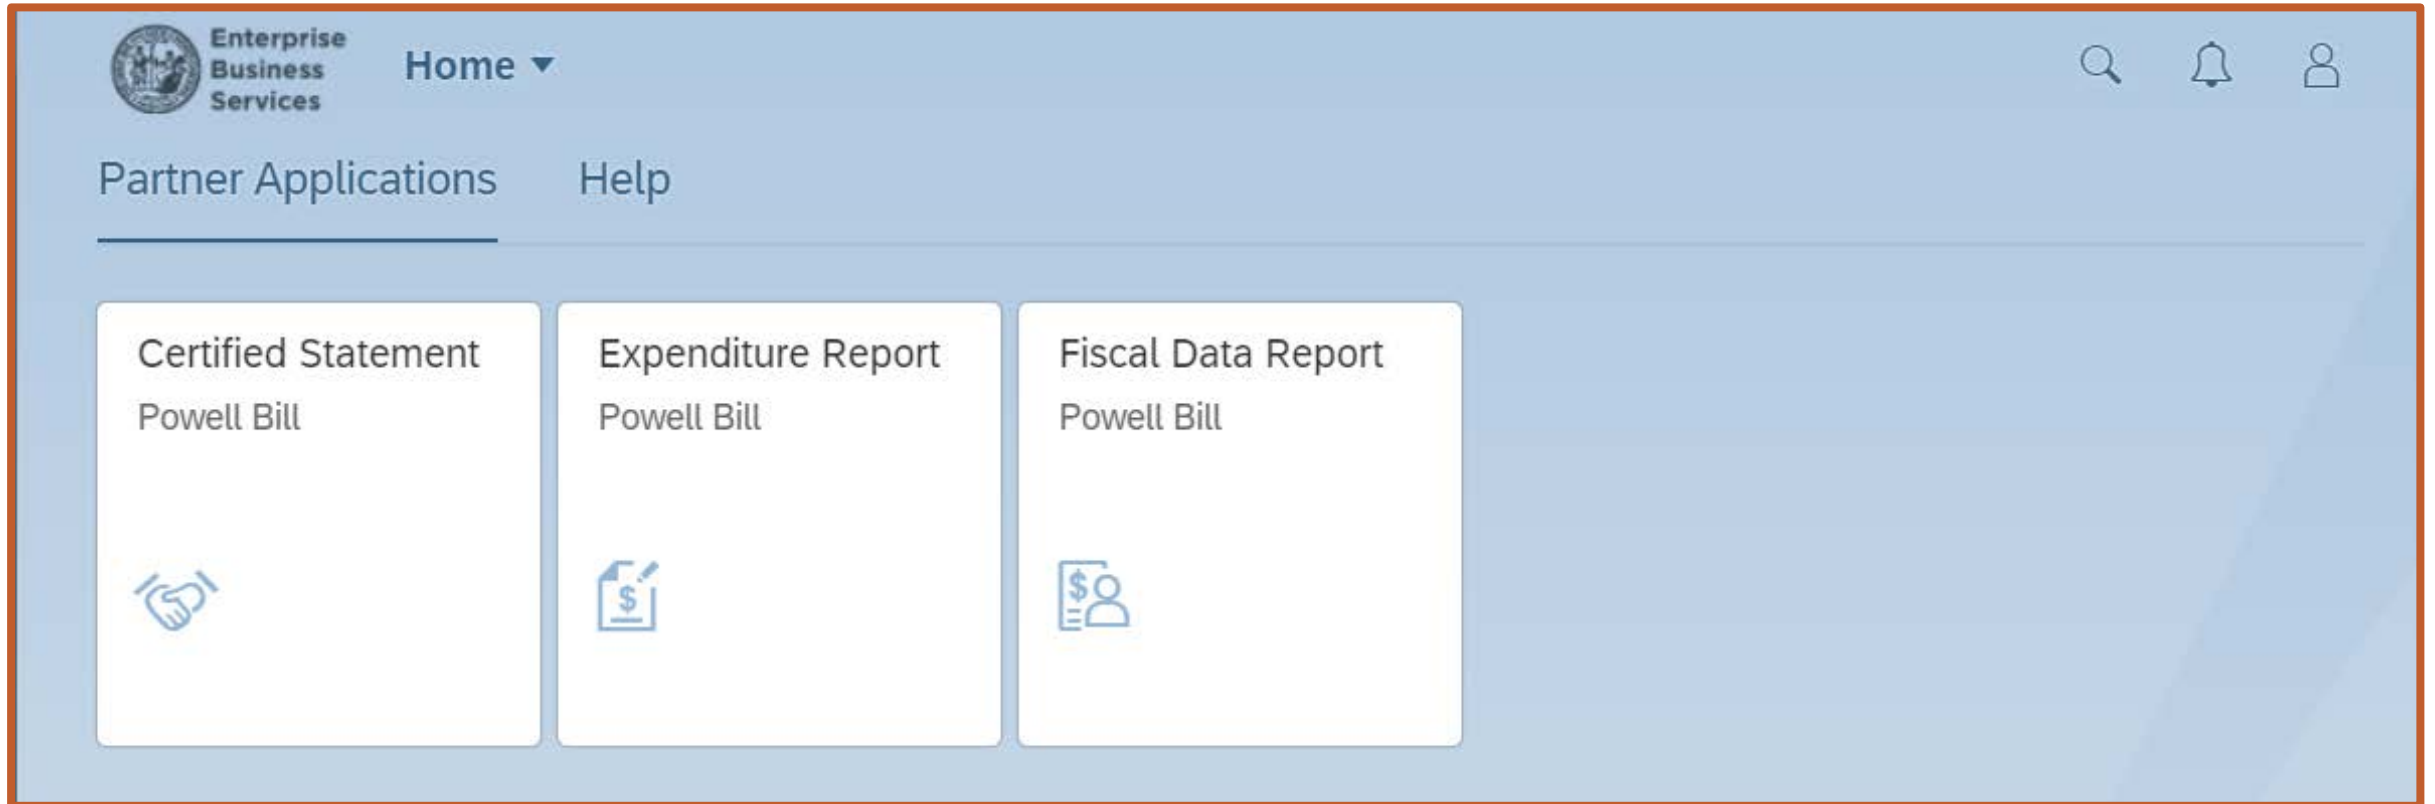 Enterprise
Business
Services
Home
Partner Applications
Help
Certified Statement
Powell Bill
Expenditure Report
Powell Bill
$
Fiscal Data Report
Powell Bill
$